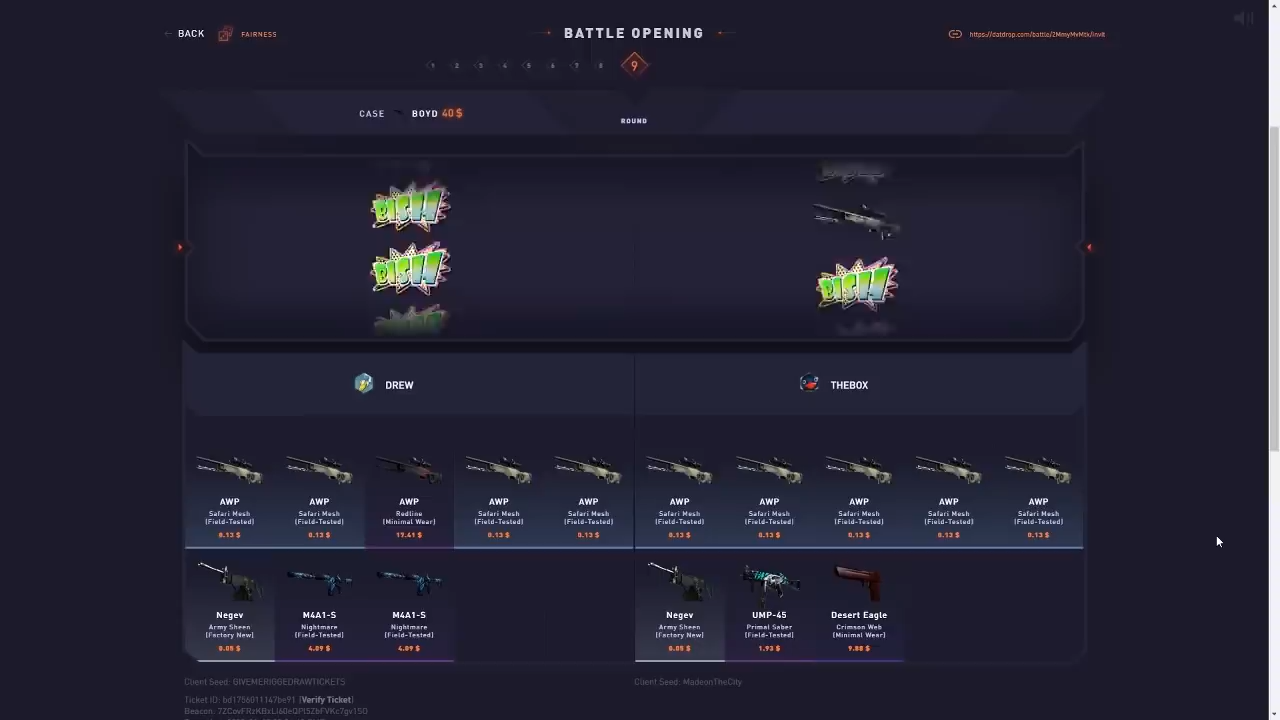 BACK
FAIRNESS
BATTLE OPENING
https://datdrop.com/battle/2MmyMvMtk/invit
1 2 3 4 5 6 7 8 9
CASE BOYD 40 $
ROUND
BISH
BISH
BISH
DREW
THEBOX
AWP AWP AWP AWP AWP AWP AWP AWP AWP AWP
Safari Mesh Safari Mesh Redline Safari Mesh Safari Mesh Safari Mesh Safari Mesh Safari Mesh Safari Mesh Safari Mesh
(Field-Tested) (Field-Tested) (Minimal Wear) (Field-Tested) (Field-Tested) (Field-Tested) (Field-Tested) (Field-Tested) (Field-Tested) (Field-Tested)
0.13 $ 0.13 $ 17.41 $ 0.13 $ 0.13 $ 0.13 $ 0.13 $ 0.13 $ 0.13 $ 0.13 $
Negev M4A1-S M4A1-S Negev UMP-45 Desert Eagle
Army Sheen Nightmare Nightmare Army Sheen Primal Saber Crimson Web
(Factory New) (Field-Tested) (Field-Tested) (Factory New) (Field-Tested) (Minimal Wear)
0.05 $ 4.09 $ 4.09 $ 0.05 $ 1.93 $ 9.88 $
Client Seed: GIVEMERIGGEDRAWTICKETS
Client Seed: MadeonTheCity
Ticket ID: bd1756011147be91 (Verify Ticket)
Beacon: